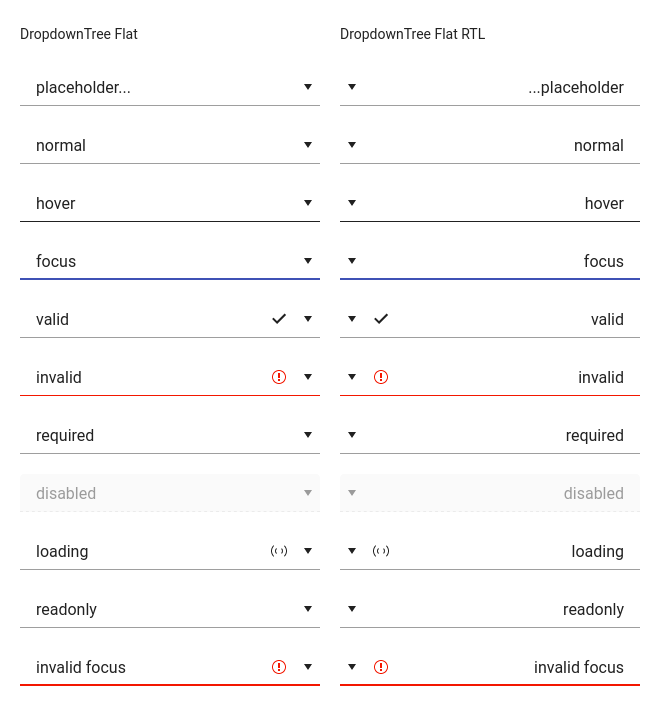 DropdownTree Flat
DropdownTree Flat RTL
placeholder...
...placeholder
normal
normal
hover
hover
focus
focus
valid
valid
invalid
invalid
required
required
disabled
disabled
loading
loading
readonly
readonly
invalid focus
invalid focus